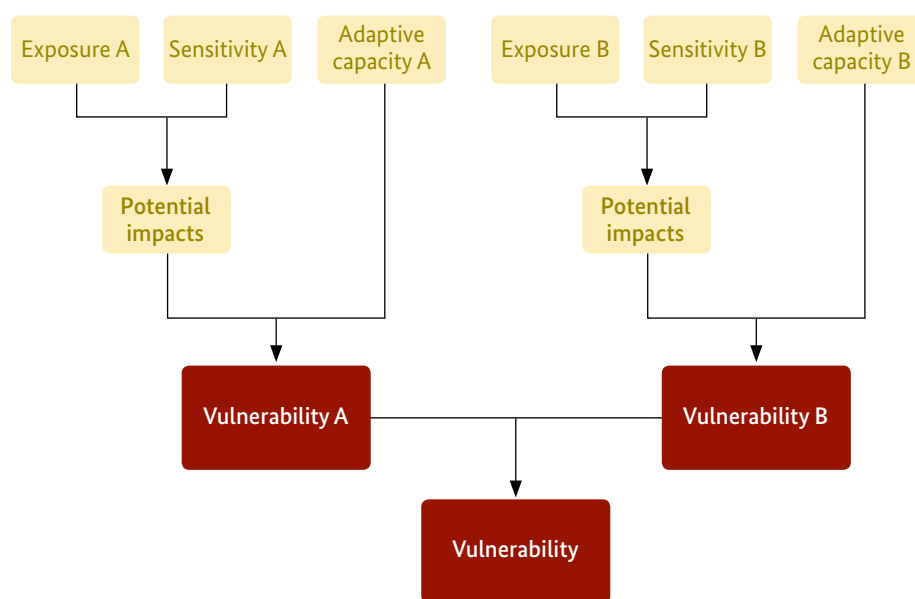 Exposure A
Sensitivity A
Adaptive
capacity A
Exposure B
Sensitivity B
Adaptive
capacity B
Potential
impacts
Potential
impacts
Vulnerability A
Vulnerability B
Vulnerability